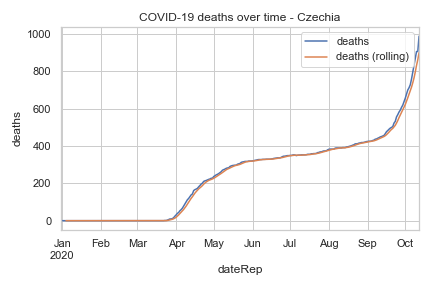 COVID-19 deaths over time - Czechia
deaths
deaths (rolling)
1000
800
600
400
200
0
deaths
Jan Feb Mar Apr May Jun Jul Aug Sep Oct
2020
dateRep